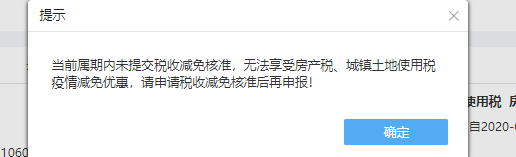 提示
当前属期内未提交税收减免核准，无法享受房产税、城镇土地使用税
疫情减免优惠，请申请税收减免核准后再申报！
使用税 房
自2020-0
确定
1060